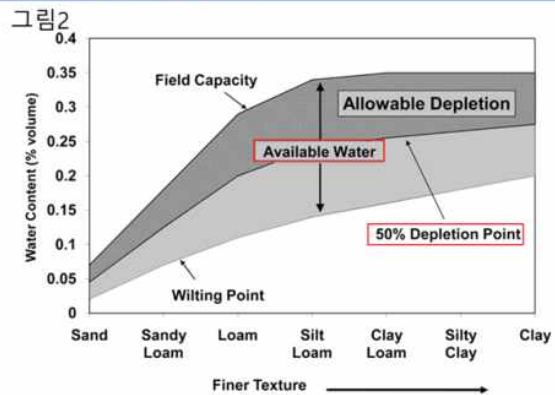 그림2
0.4
0.35
0.3
0.25
0.2
0.15
0.1
0.05
0
Water Content (% volume)
Field Capacity
Allowable Depletion
Available Water
50% Depletion Point
Wilting Point
Sand
Sandy
Loam
Loam
Silt
Loam
Clay
Loam
Silty
Clay
Clay
Finer Texture